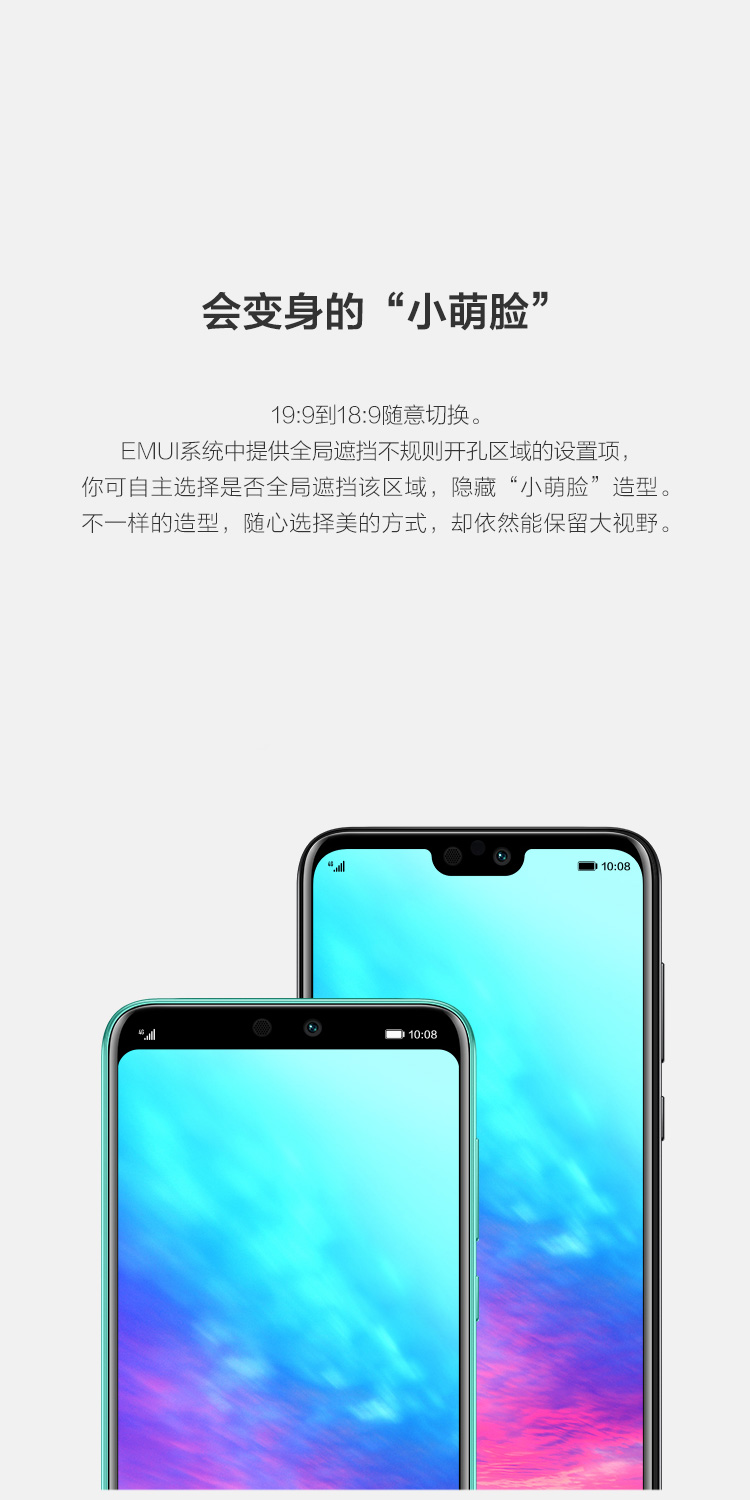 会变身的“小萌脸”
19:9到18:9随意切换。
EMUI系统中提供全局遮挡不规则开孔区域的设置项，
你可自主选择是否全局遮挡该区域，隐藏“小萌脸”造型。
不一样的造型，随心选择美的方式，却依然能保留大视野。
4G 10:08
4G 10:08